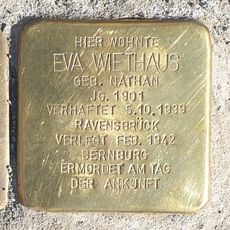 HIER WOHNTE
EVA WIETHAUS
GEB. NATHAN
JG. 1901
VERHAFTET 5.10.1939
RAVENSBRÜCK
VERLEGT FEB. 1942
BERNBURG
ERMORDET AM TAG
DER ANKUNFT